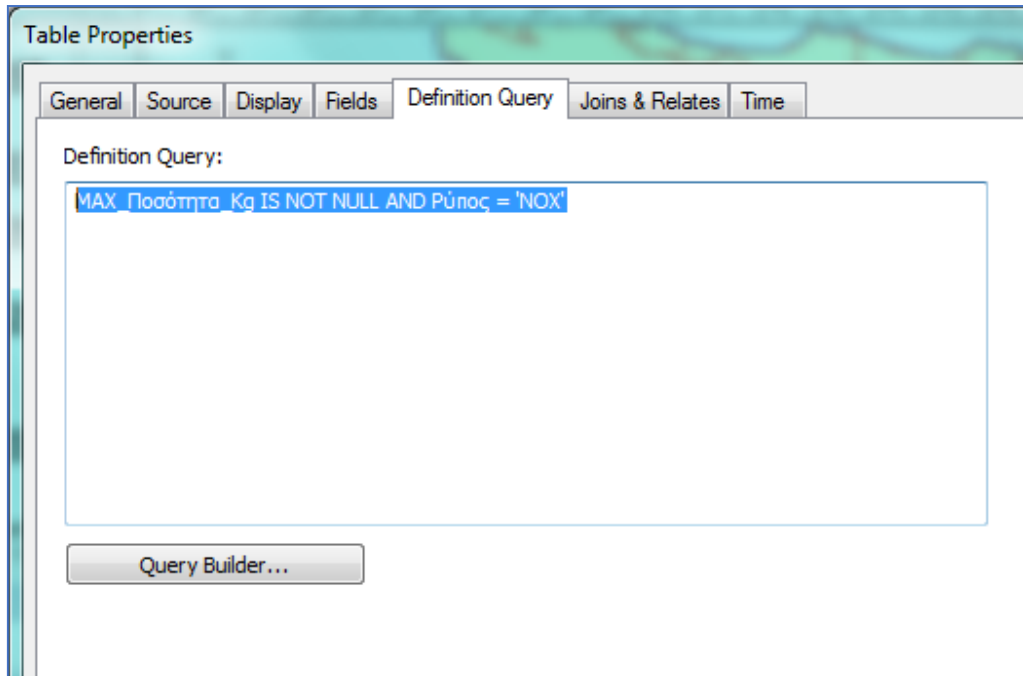 Table Properties
General Source Display Fields Definition Query Joins & Relates Time
Definition Query:
MAX_Ποσότητα_Kg IS NOT NULL AND Ρύπος = 'NOX'
Query Builder...